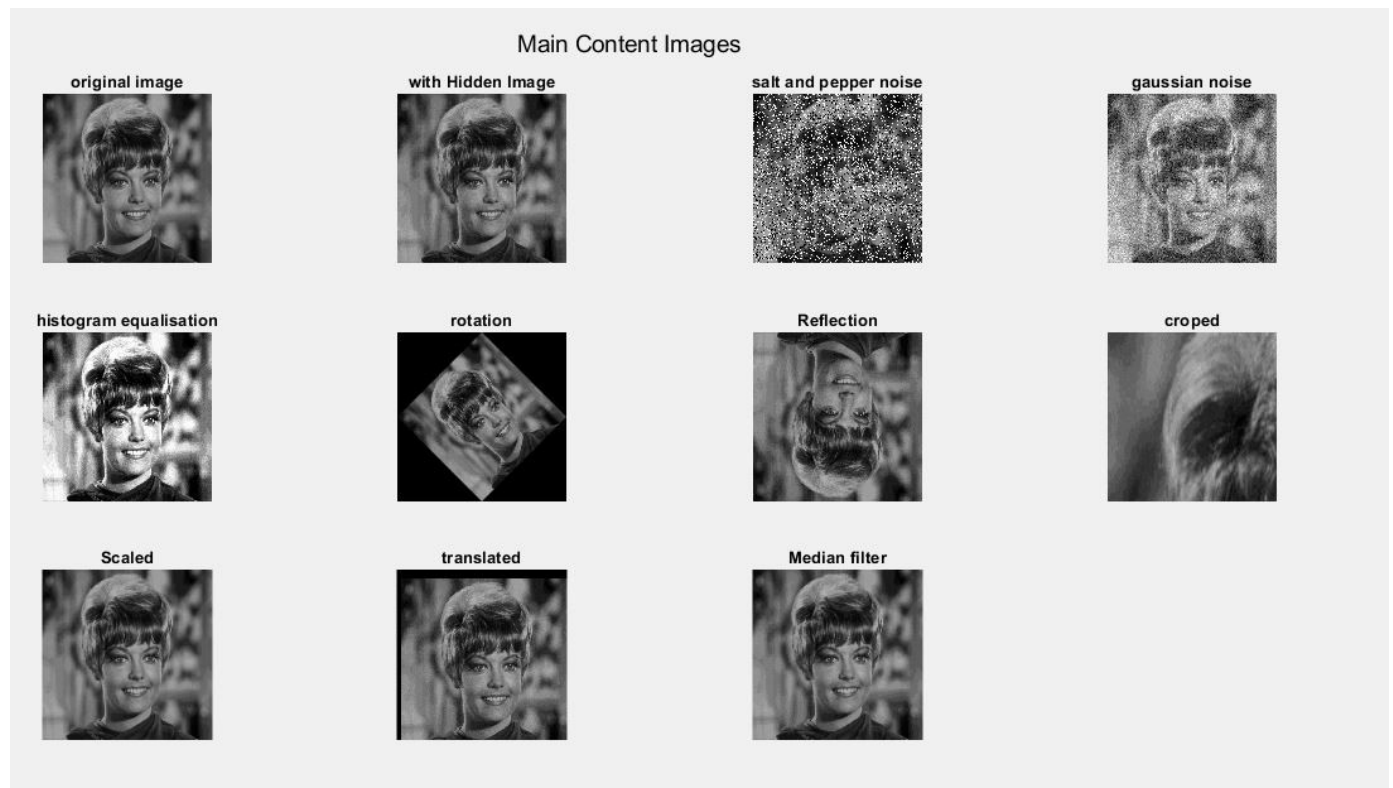 Main Content Images
original image
with Hidden Image
salt and pepper noise
gaussian noise
histogram equalisation
rotation
Reflection
croped
Scaled
translated
Median filter